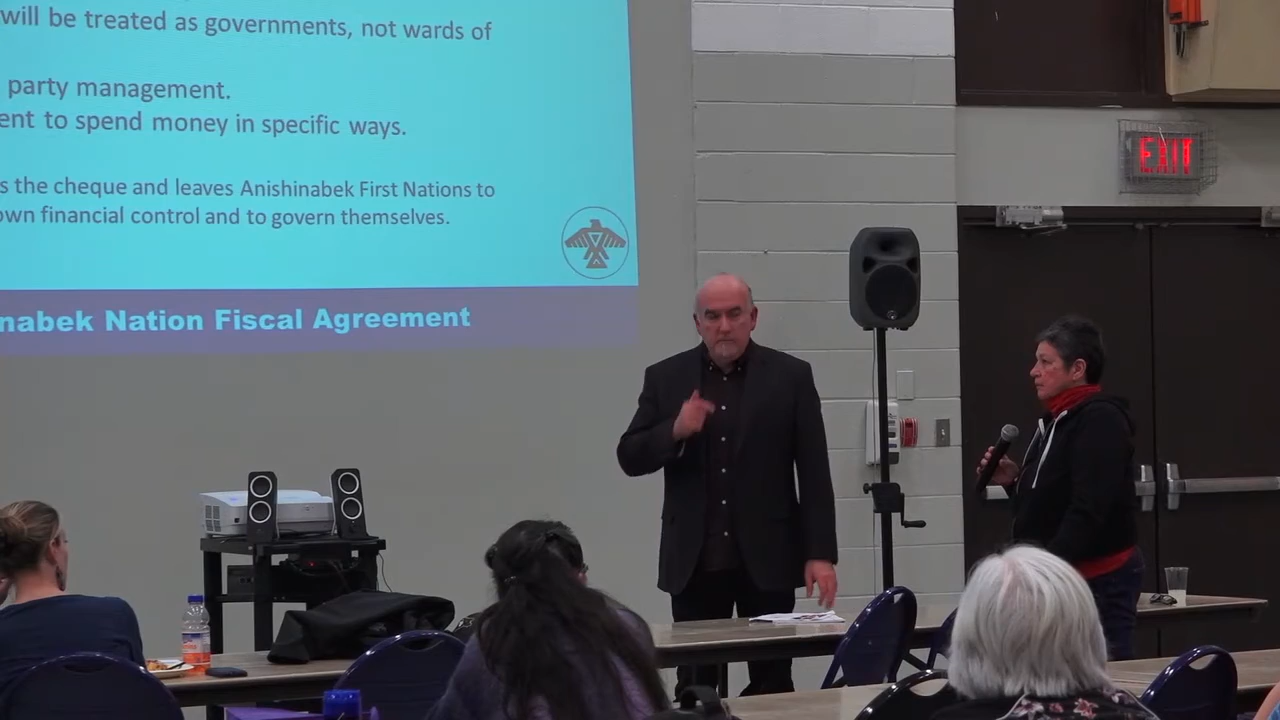 will be treated as governments, not wards of
party management.
ent to spend money in specific ways.
s the cheque and leaves Anishinabek First Nations to
own financial control and to govern themselves.
nabek Nation Fiscal Agreement
EXIT